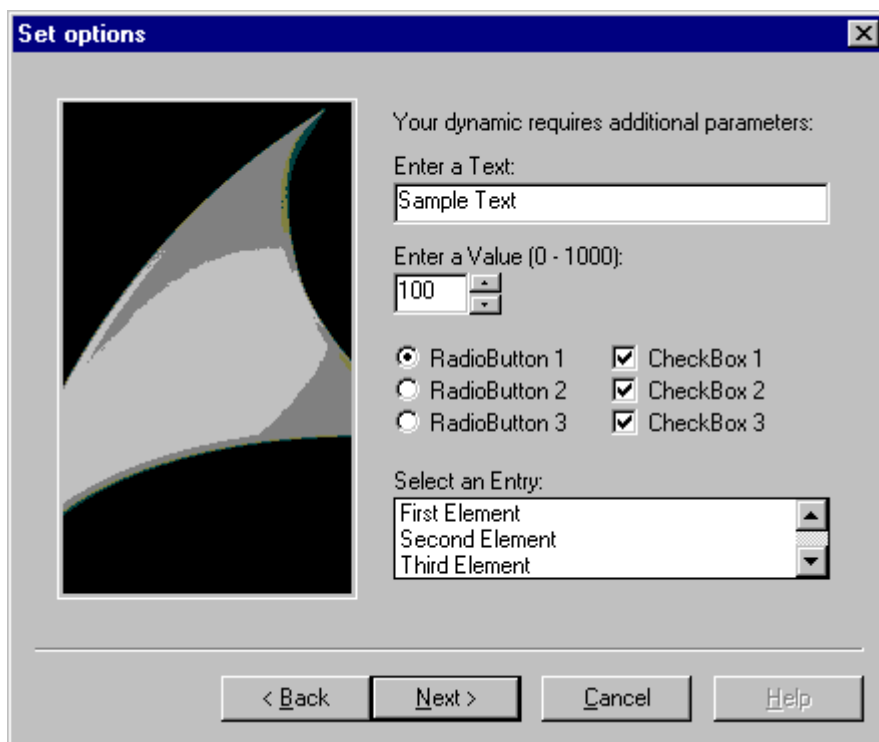 Set options
Your dynamic requires additional parameters:
Enter a Text:
Sample Text
Enter a Value (0 - 1000):
100
RadioButton 1 CheckBox 1
RadioButton 2 CheckBox 2
RadioButton 3 CheckBox 3
Select an Entry:
First Element
Second Element
Third Element
< Back Next > Cancel Help